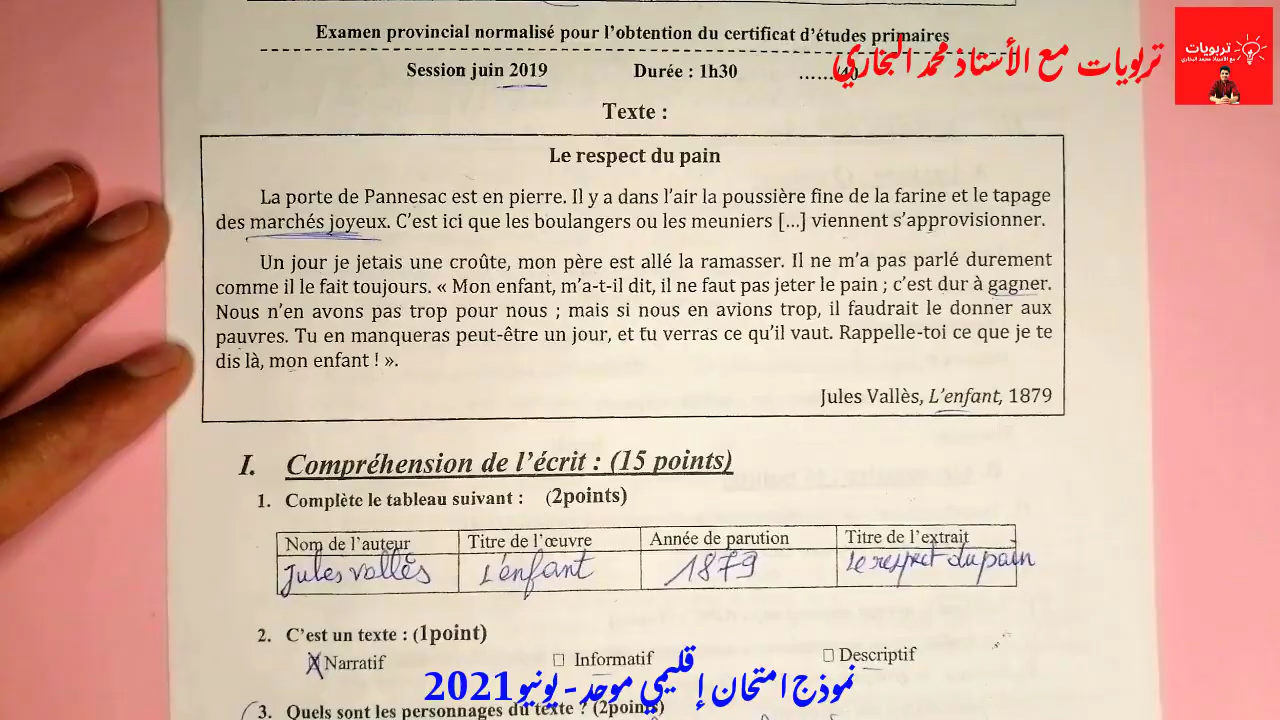 Examen provincial normalisé pour l'obtention du certificat d'études primaires
Session juin 2019 Durée : 1h30 ......./40
تربويات مع الأستاذ محمد البخاري
تربويات
مع الأستاذ محمد البخاري
Texte :
Le respect du pain
La porte de Pannesac est en pierre. Il y a dans l'air la poussière fine de la farine et le tapage
des marchés joyeux. C'est ici que les boulangers ou les meuniers [...] viennent s'approvisionner.
Un jour je jetais une croûte, mon père est allé la ramasser. Il ne m'a pas parlé durement
comme il le fait toujours. « Mon enfant, m'a-t-il dit, il ne faut pas jeter le pain ; c'est dur à gagner.
Nous n'en avons pas trop pour nous ; mais si nous en avions trop, il faudrait le donner aux
pauvres. Tu en manqueras peut-être un jour, et tu verras ce qu'il vaut. Rappelle-toi ce que je te
dis là, mon enfant ! ».
Jules Vallès, L'enfant, 1879
I. Compréhension de l'écrit : (15 points)
1. Complète le tableau suivant : (2points)
Nom de l'auteur Titre de l'œuvre Année de parution Titre de l'extrait
Jules vallès L'enfant 1879 Le respect du pain
2. C'est un texte : (1point)
Narratif □ Informatif □ Descriptif
نموذج امتحان إقليمي موحد - يونيو 2021
3. Quels sont les personnages du texte ? (2points)